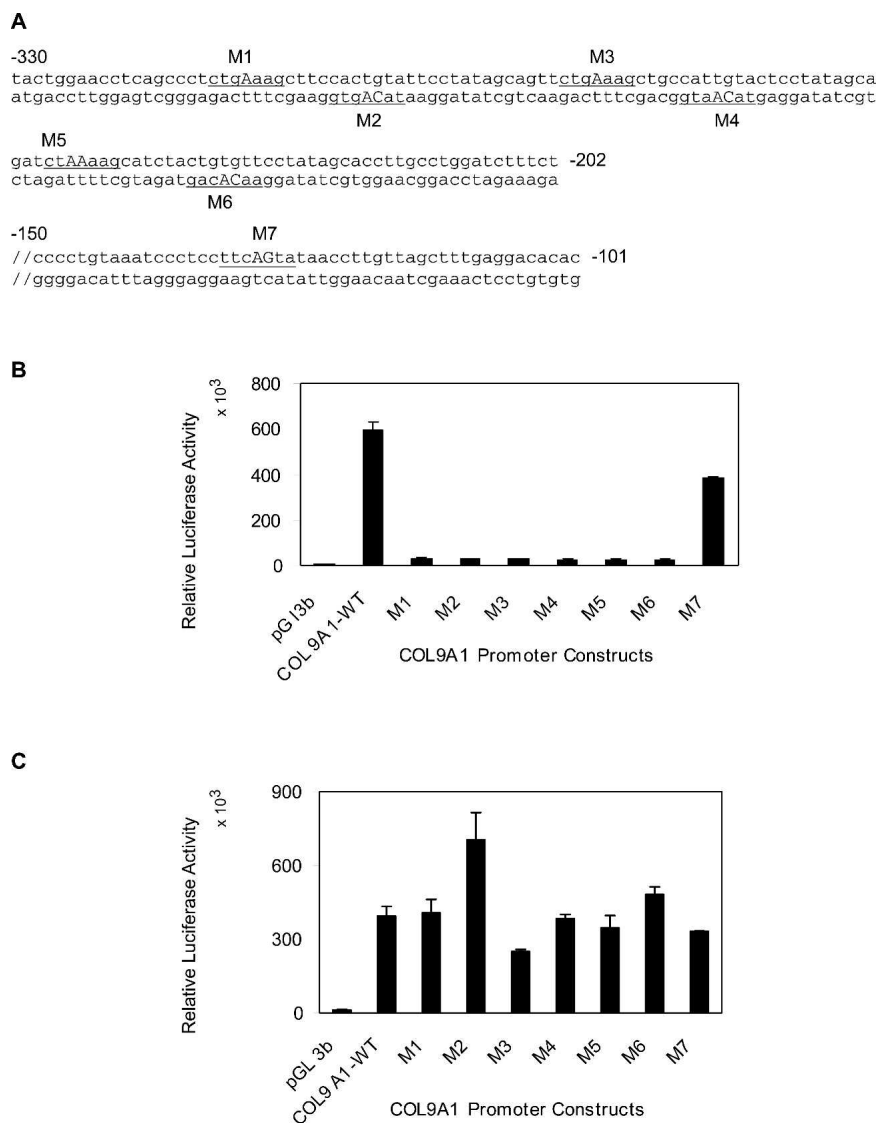 A
-330 M1 M3
tactggaacctcagccctctgAaagcttccactgtattcctatagcagttctgAaagctgccattgtactcctatagca
atgaccttggagtcgggagactttcgaaggtgACataaggatatcgtcaagactttcgacggtaACatgaggatatcgt
M2 M4
M5
gatctAAaagcatctactgtgttcctatagcaccttgcctggatctttct -202
ctagattttcgtagatgacACaaggatatcgtggaacggacctagaaaga
M6
-150 M7
//cccctgtaaatccctccttcAGtataaccttgttagctttgaggacacac -101
//ggggacatttagggaggaagtcatattggaacaatcgaaactcctgtgtg
B
Relative Luciferase Activity
x 10³
800
600
400
200
0
pGl3b
COL9A1-WT
M1
M2
M3
M4
M5
M6
M7
COL9A1 Promoter Constructs
C
Relative Luciferase Activity
x 10³
900
600
300
0
pGL 3b
COL9 A1-WT
M1
M2
M3
M4
M5
M6
M7
COL9A1 Promoter Constructs